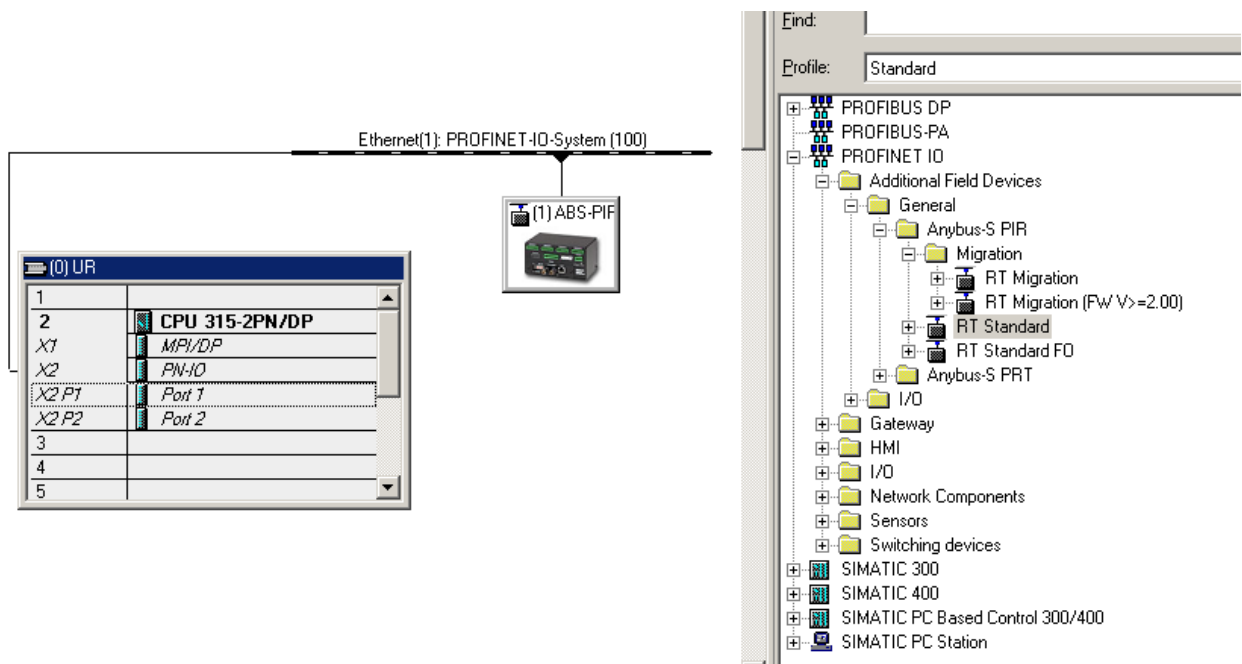 Ethernet(1): PROFINET-IO-System (100)
(1) ABS-PIF
(0) UR
1
2 CPU 315-2PN/DP
X1 MPI/DP
X2 PN-IO
X2 P1 Port 1
X2 P2 Port 2
3
4
5
Find:
Profile: Standard
PROFIBUS DP
PROFIBUS-PA
PROFINET IO
Additional Field Devices
General
Anybus-S PIR
Migration
RT Migration
RT Migration (FW V>=2.00)
RT Standard
RT Standard FO
Anybus-S PRT
I/O
Gateway
HMI
I/O
Network Components
Sensors
Switching devices
SIMATIC 300
SIMATIC 400
SIMATIC PC Based Control 300/400
SIMATIC PC Station